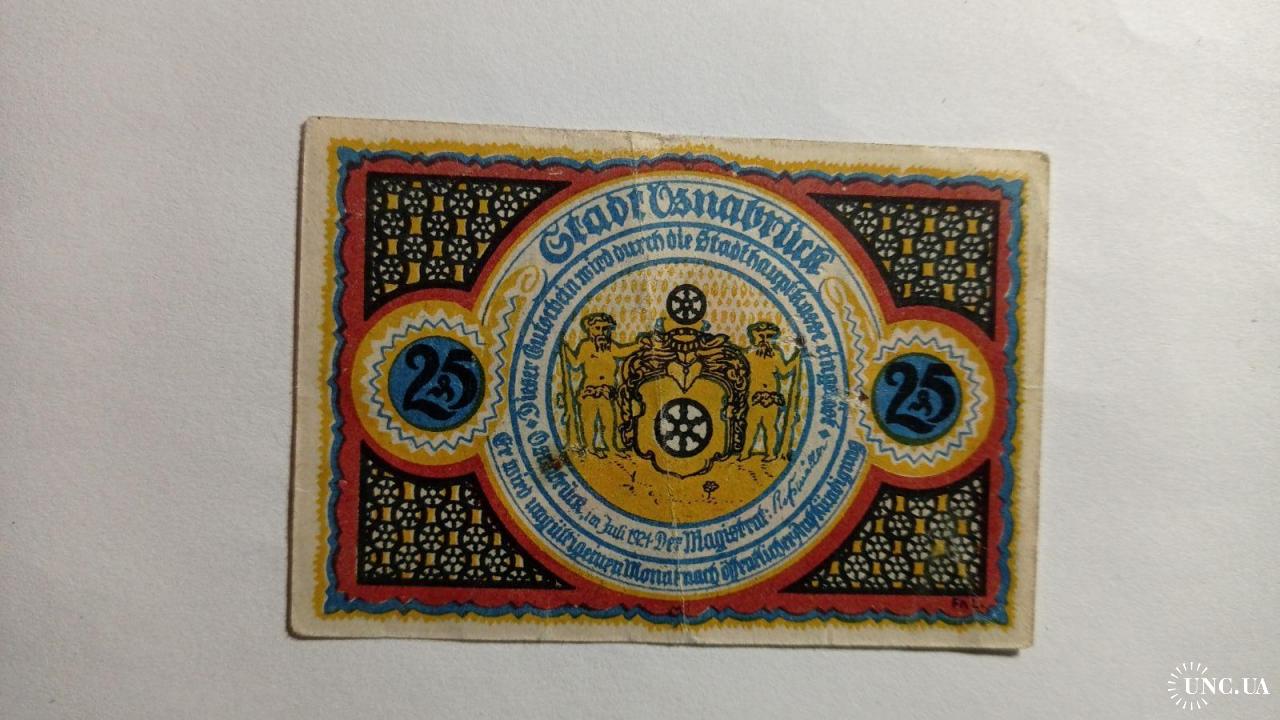 Stadt Osnabrück
Dieser Gutschein wird durch die Stadthauptkasse eingelöst
Osnabrück, im Juli 1921 Der Magistrat:
Er wird ungültig einen Monat nach öffentlicher Aufkündigung
25
25
UNC.UA